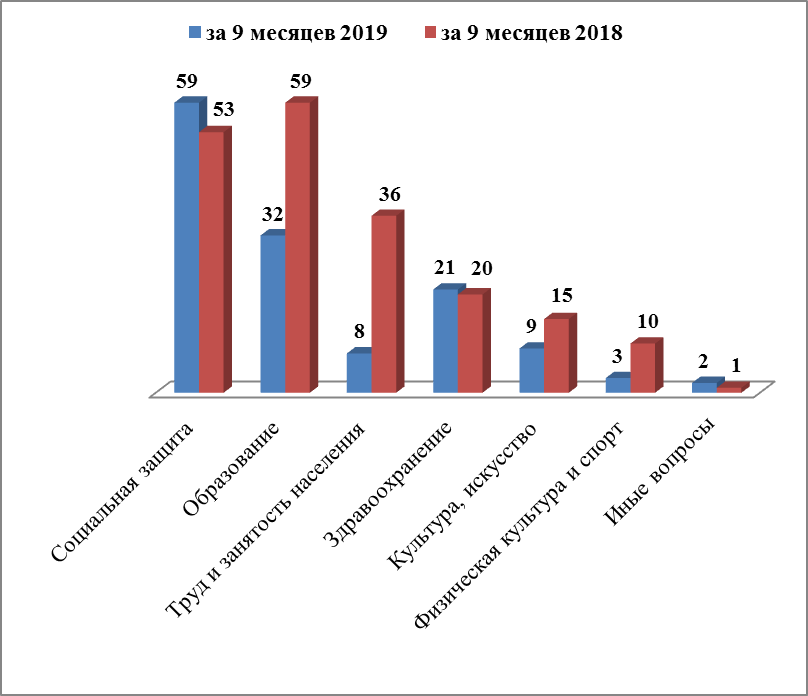 за 9 месяцев 2019 за 9 месяцев 2018
59 53 32 59 8 36 21 20 9 15 3 10 2 1
Социальная защита
Образование
Труд и занятость населения
Здравоохранение
Культура, искусство
Физическая культура и спорт
Иные вопросы